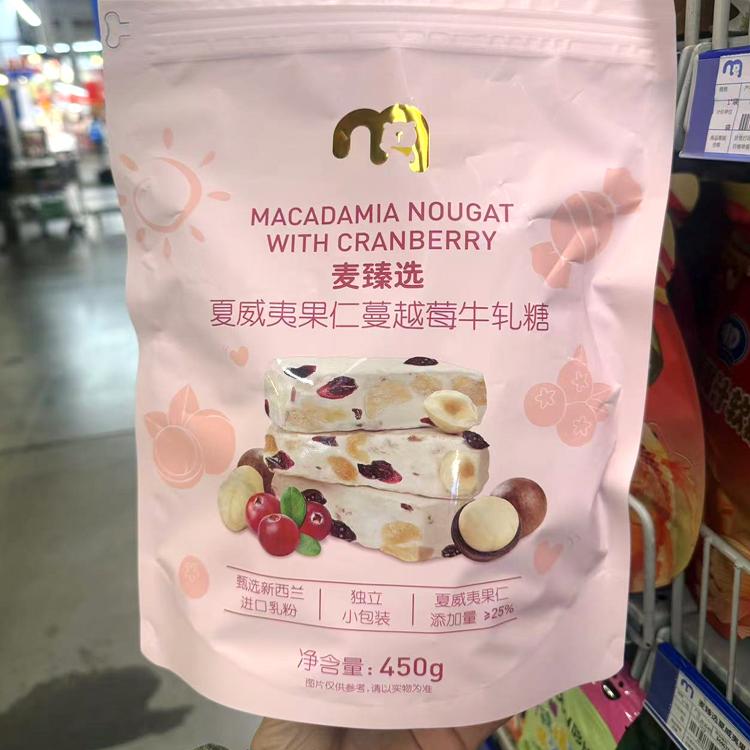 MACADAMIA NOUGAT
WITH CRANBERRY
麦臻选
夏威夷果仁蔓越莓牛轧糖
甄选新西兰
进口乳粉
独立
小包装
夏威夷果仁
添加量 ≥25%
净含量: 450g
图片仅供参考,请以实物为准